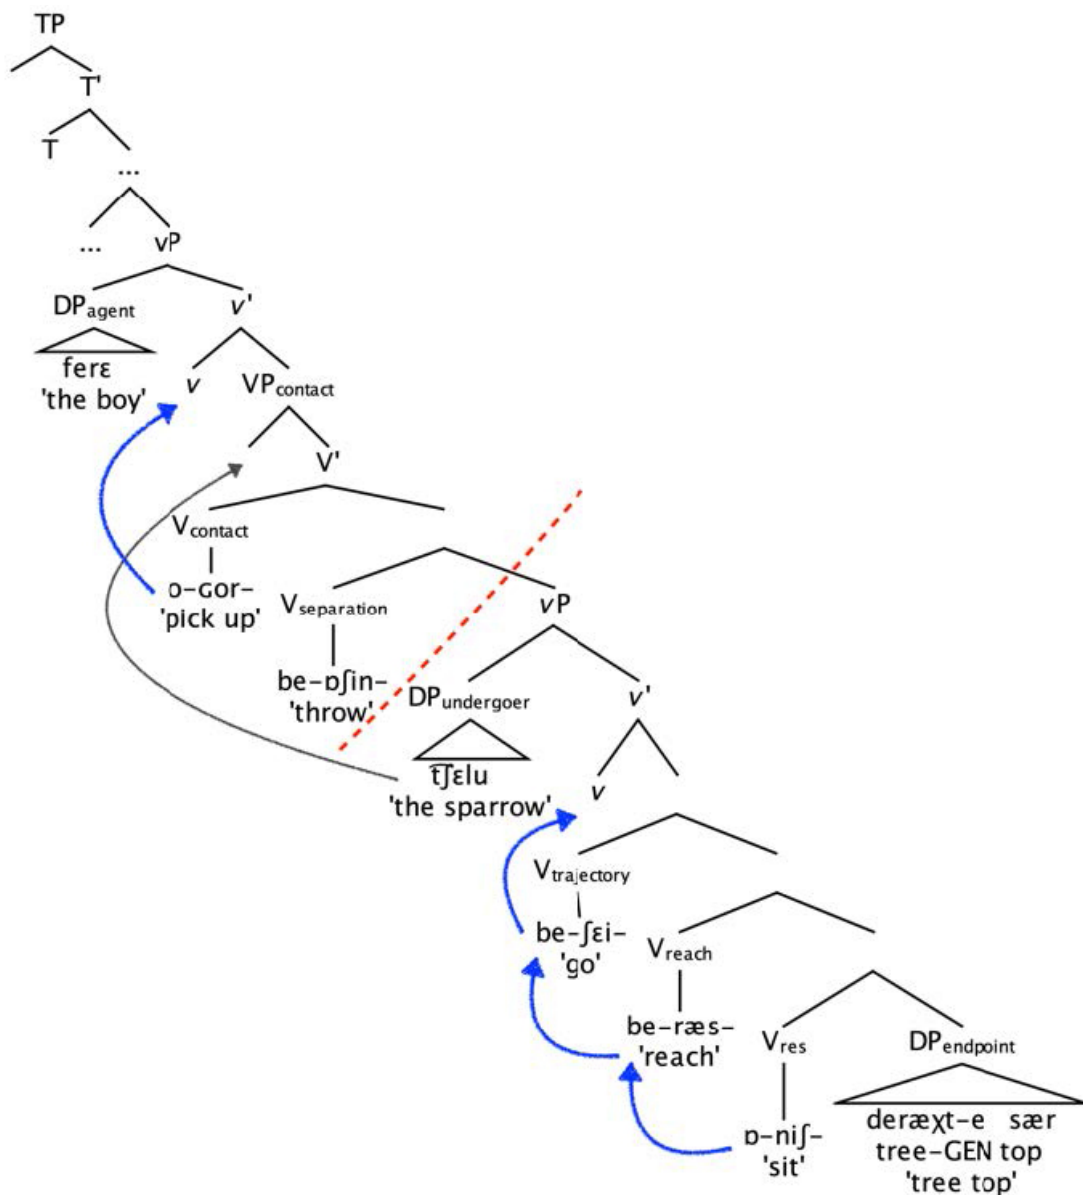 TP
T'
T
...
...
vP
DPagent
v'
ferɛ
'the boy'
v
VPcontact
V'
Vcontact
ɒ-ɢor-
'pick up'
Vseparation
vP
be-ɒʃin-
'throw'
DPundergoer
v'
t͡ʃɛlu
'the sparrow'
v
Vtrajectory
be-ʃɛi-
'go'
Vreach
be-ræs-
'reach'
Vres
DPendpoint
ɒ-niʃ-
'sit'
deræχt-e sær
tree-GEN top
'tree top'